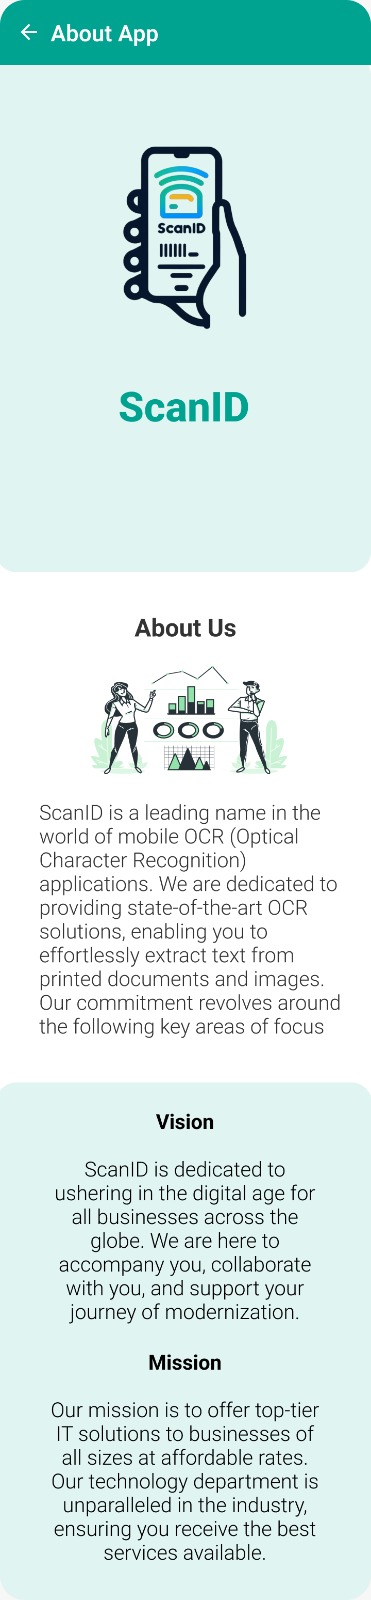 About App
ScanID
ScanID
About Us
ScanID is a leading name in the
world of mobile OCR (Optical
Character Recognition)
applications. We are dedicated to
providing state-of-the-art OCR
solutions, enabling you to
effortlessly extract text from
printed documents and images.
Our commitment revolves around
the following key areas of focus
Vision
ScanID is dedicated to
ushering in the digital age for
all businesses across the
globe. We are here to
accompany you, collaborate
with you, and support your
journey of modernization.
Mission
Our mission is to offer top-tier
IT solutions to businesses of
all sizes at affordable rates.
Our technology department is
unparalleled in the industry,
ensuring you receive the best
services available.